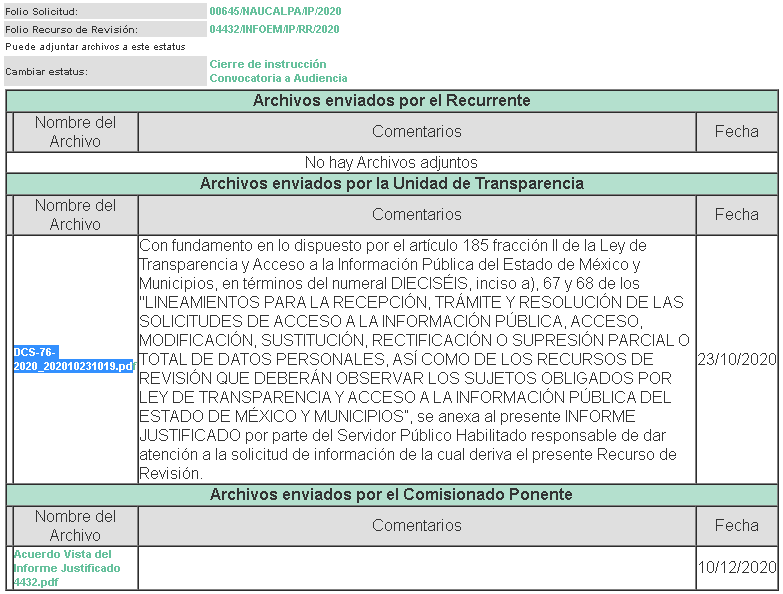 Folio Solicitud: 00645/NAUCALPA/IP/2020
Folio Recurso de Revisión: 04432/INFOEM/IP/RR/2020
Puede adjuntar archivos a este estatus
Cambiar estatus: Cierre de instrucción
Convocatoria a Audiencia
Archivos enviados por el Recurrente
Nombre del Archivo Comentarios Fecha
No hay Archivos adjuntos
Archivos enviados por la Unidad de Transparencia
Nombre del Archivo Comentarios Fecha
DCS-76-
2020_202010231019.pdf
Con fundamento en lo dispuesto por el artículo 185 fracción II de la Ley de
Transparencia y Acceso a la Información Pública del Estado de México y
Municipios, en términos del numeral DIECISÉIS, inciso a), 67 y 68 de los
"LINEAMIENTOS PARA LA RECEPCIÓN, TRÁMITE Y RESOLUCIÓN DE LAS
SOLICITUDES DE ACCESO A LA INFORMACIÓN PÚBLICA, ACCESO,
MODIFICACIÓN, SUSTITUCIÓN, RECTIFICACIÓN O SUPRESIÓN PARCIAL O
TOTAL DE DATOS PERSONALES, ASÍ COMO DE LOS RECURSOS DE
REVISIÓN QUE DEBERÁN OBSERVAR LOS SUJETOS OBLIGADOS POR
LEY DE TRANSPARENCIA Y ACCESO A LA INFORMACIÓN PÚBLICA DEL
ESTADO DE MÉXICO Y MUNICIPIOS", se anexa al presente INFORME
JUSTIFICADO por parte del Servidor Público Habilitado responsable de dar
atención a la solicitud de información de la cual deriva el presente Recurso de
Revisión.
23/10/2020
Archivos enviados por el Comisionado Ponente
Nombre del Archivo Comentarios Fecha
Acuerdo Vista del
Informe Justificado
4432.pdf
10/12/2020